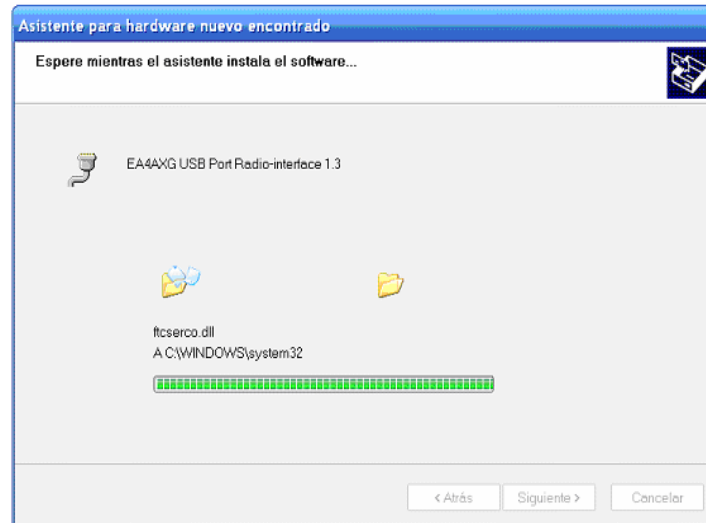 Asistente para hardware nuevo encontrado
Espere mientras el asistente instala el software...
EA4AXG USB Port Radio-interface 1.3
ftcserco.dll
A C:\WINDOWS\system32
< Atrás
Siguiente >
Cancelar